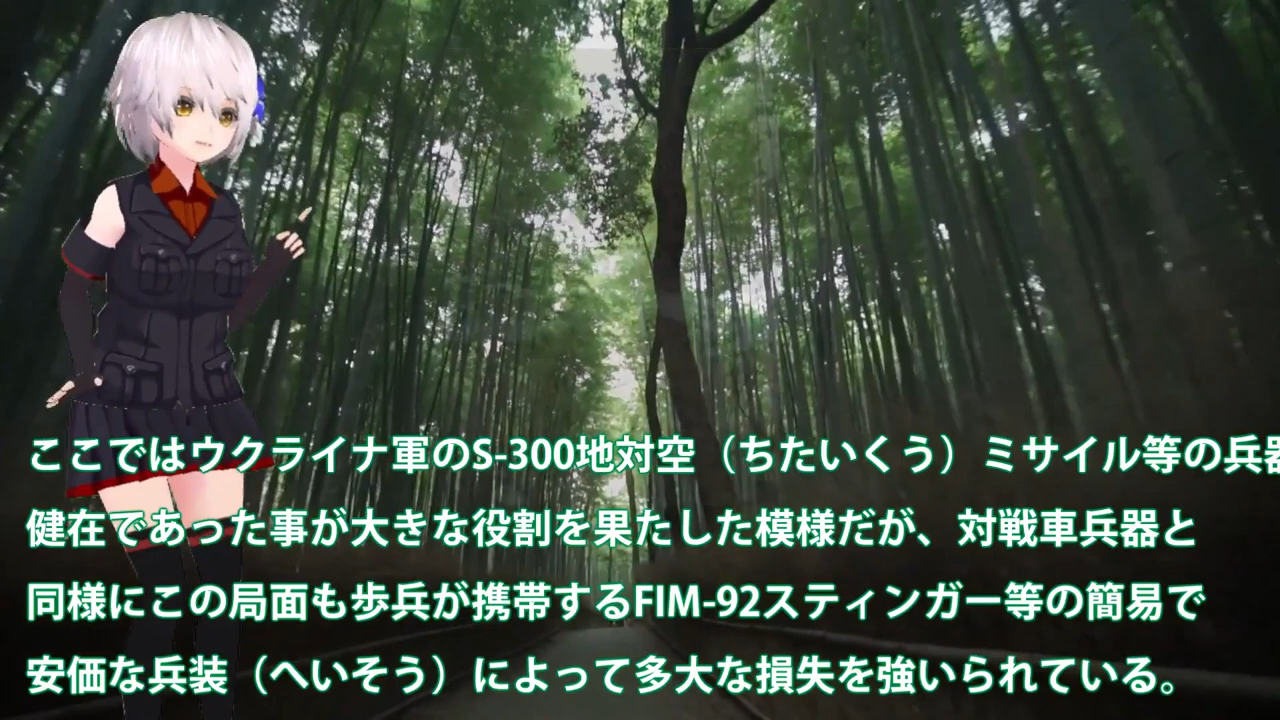 ここではウクライナ軍のS-300地対空（ちたいくう）ミサイル等の兵器
健在であった事が大きな役割を果たした模様だが、対戦車兵器と
同様にこの局面も歩兵が携帯するFIM-92スティンガー等の簡易で
安価な兵装（へいそう）によって多大な損失を強いられている。